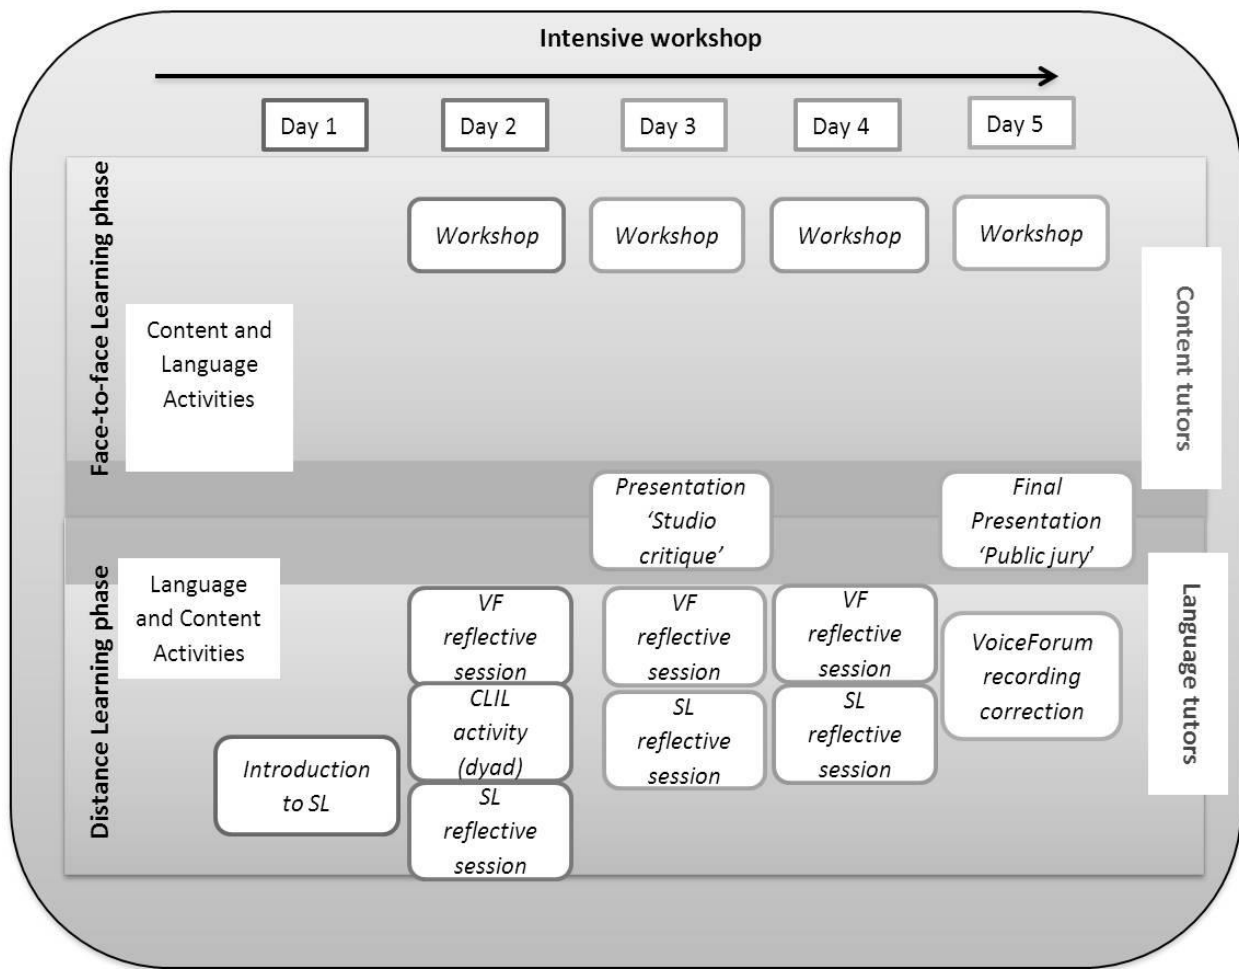 Intensive workshop
Day 1
Day 2
Day 3
Day 4
Day 5
Face-to-face Learning phase
Workshop
Workshop
Workshop
Workshop
Content and
Language
Activities
Content tutors
Presentation
‘Studio
critique’
Final
Presentation
‘Public jury’
Distance Learning phase
Language
and Content
Activities
Language tutors
Introduction
to SL
VF
reflective
session
CLIL
activity
(dyad)
SL
reflective
session
VF
reflective
session
SL
reflective
session
VF
reflective
session
SL
reflective
session
VoiceForum
recording
correction